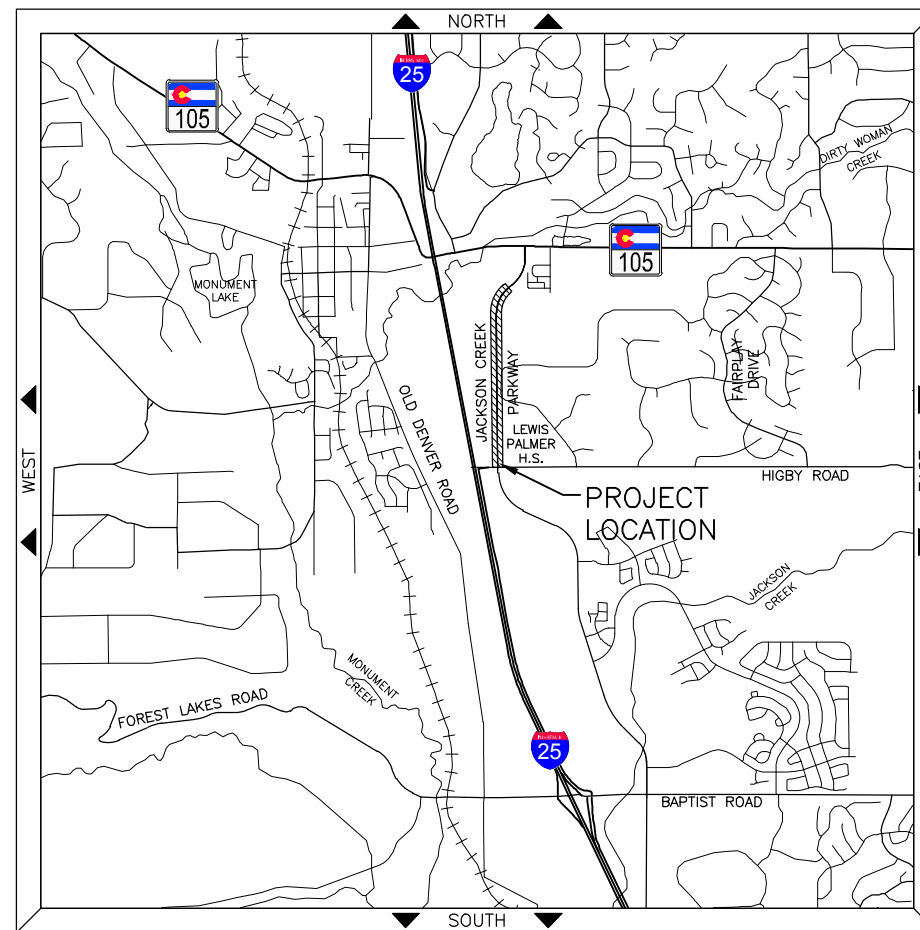 NORTH
25
105
DIRTY WOMAN
CREEK
105
MONUMENT
LAKE
JACKSON CREEK
PARKWAY
FAIRPLAY
DRIVE
OLD DENVER ROAD
LEWIS
PALMER
H.S.
WEST
HIGBY ROAD
PROJECT
LOCATION
JACKSON
CREEK
MONUMENT
CREEK
FOREST LAKES ROAD
25
BAPTIST ROAD
SOUTH